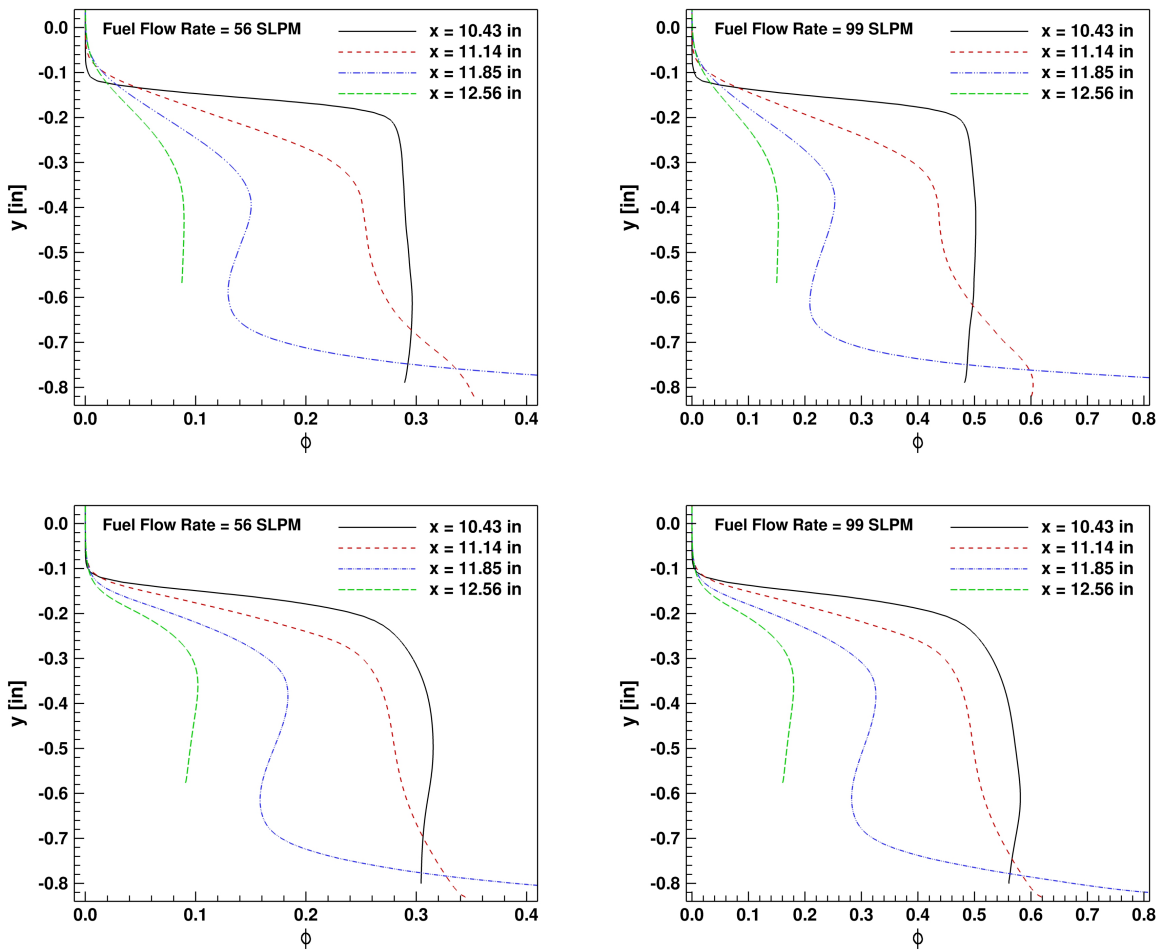 Fuel Flow Rate = 56 SLPM
x = 10.43 in
x = 11.14 in
x = 11.85 in
x = 12.56 in
0.0
-0.1
-0.2
-0.3
-0.4
-0.5
-0.6
-0.7
-0.8
y [in]
0.0 0.1 0.2 0.3 0.4
ϕ
Fuel Flow Rate = 99 SLPM
x = 10.43 in
x = 11.14 in
x = 11.85 in
x = 12.56 in
0.0
-0.1
-0.2
-0.3
-0.4
-0.5
-0.6
-0.7
-0.8
y [in]
0.0 0.1 0.2 0.3 0.4 0.5 0.6 0.7 0.8
ϕ
Fuel Flow Rate = 56 SLPM
x = 10.43 in
x = 11.14 in
x = 11.85 in
x = 12.56 in
0.0
-0.1
-0.2
-0.3
-0.4
-0.5
-0.6
-0.7
-0.8
y [in]
0.0 0.1 0.2 0.3 0.4
ϕ
Fuel Flow Rate = 99 SLPM
x = 10.43 in
x = 11.14 in
x = 11.85 in
x = 12.56 in
0.0
-0.1
-0.2
-0.3
-0.4
-0.5
-0.6
-0.7
-0.8
y [in]
0.0 0.1 0.2 0.3 0.4 0.5 0.6 0.7 0.8
ϕ